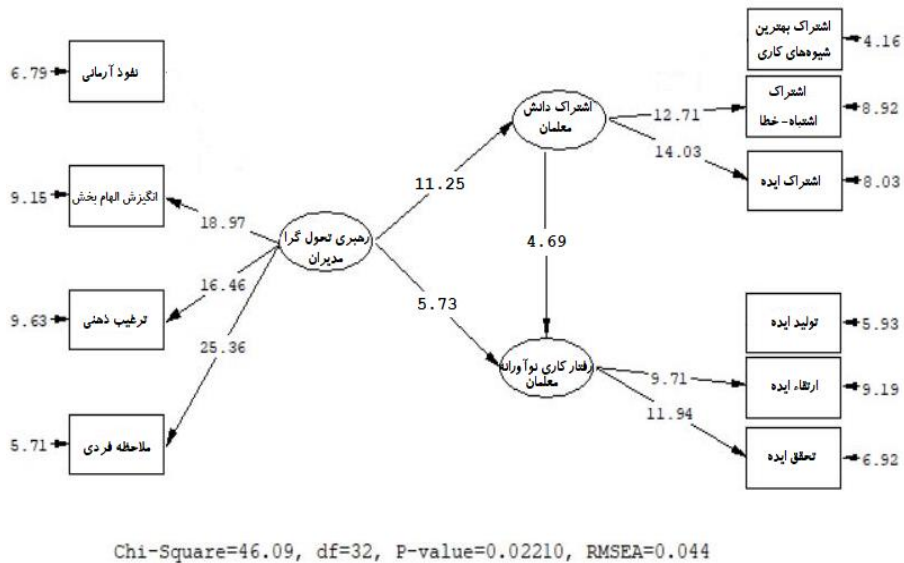 6.79
نفوذ آرمانی
9.15
انگیزش الهام بخش
9.63
ترغیب ذهنی
5.71
ملاحظه فردی
18.97
16.46
25.36
رهبری تحول گرا
مدیران
11.25
5.73
اشتراک دانش
معلمان
4.69
رفتار کاری نوآورانه
معلمان
12.71
14.03
9.71
11.94
اشتراک بهترین
شیوه‌های کاری
4.16
اشتراک
اشتباه-خطا
8.92
اشتراک ایده
8.03
تولید ایده
5.93
ارتقاء ایده
9.19
تحقق ایده
6.92
Chi-Square=46.09, df=32, P-value=0.02210, RMSEA=0.044